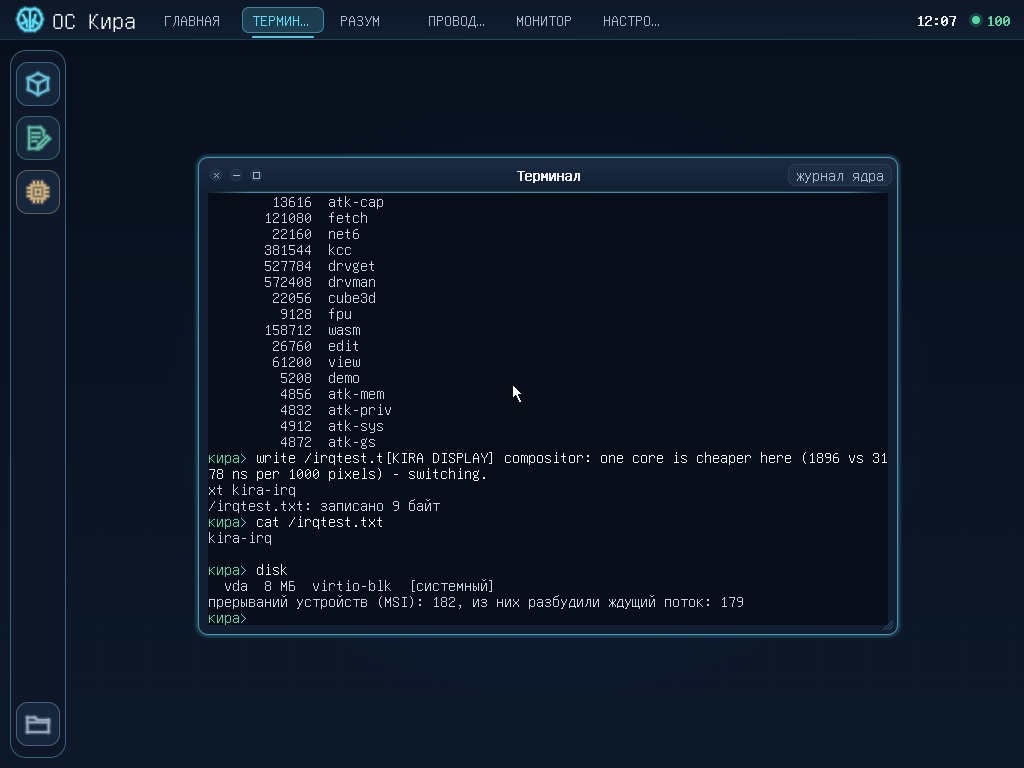 ОС Кира
ГЛАВНАЯ
ТЕРМИН…
РАЗУМ
ПРОВОД…
МОНИТОР
НАСТРО…
12:07
100
Терминал
журнал ядра
13616 atk-cap
121080 fetch
22160 net6
381544 kcc
527784 drvget
572408 drvman
22056 cube3d
9128 fpu
158712 wasm
26760 edit
61200 view
5208 demo
4856 atk-mem
4832 atk-priv
4912 atk-sys
4872 atk-gs
кира> write /irqtest.t[KIRA DISPLAY] compositor: one core is cheaper here (1896 vs 31
78 ns per 1000 pixels) - switching.
xt kira-irq
/irqtest.txt: записано 9 байт
кира> cat /irqtest.txt
kira-irq
кира> disk
vda 8 МБ virtio-blk [системный]
прерываний устройств (MSI): 182, из них разбудили ждущий поток: 179
кира>